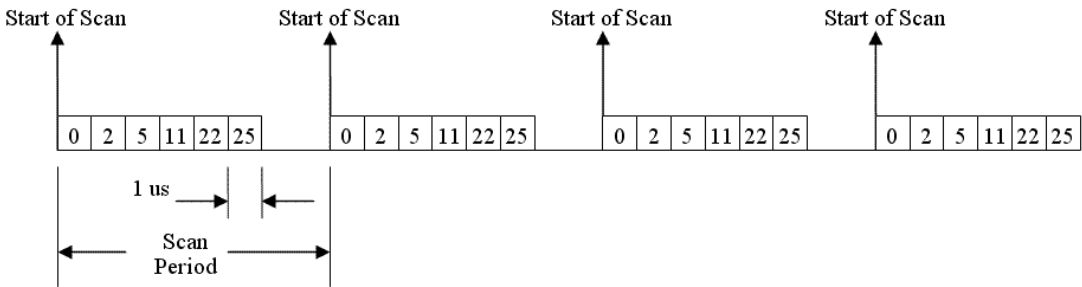 Start of Scan Start of Scan Start of Scan Start of Scan
0 2 5 11 22 25 0 2 5 11 22 25 0 2 5 11 22 25 0 2 5 11 22 25
1 us
Scan
Period